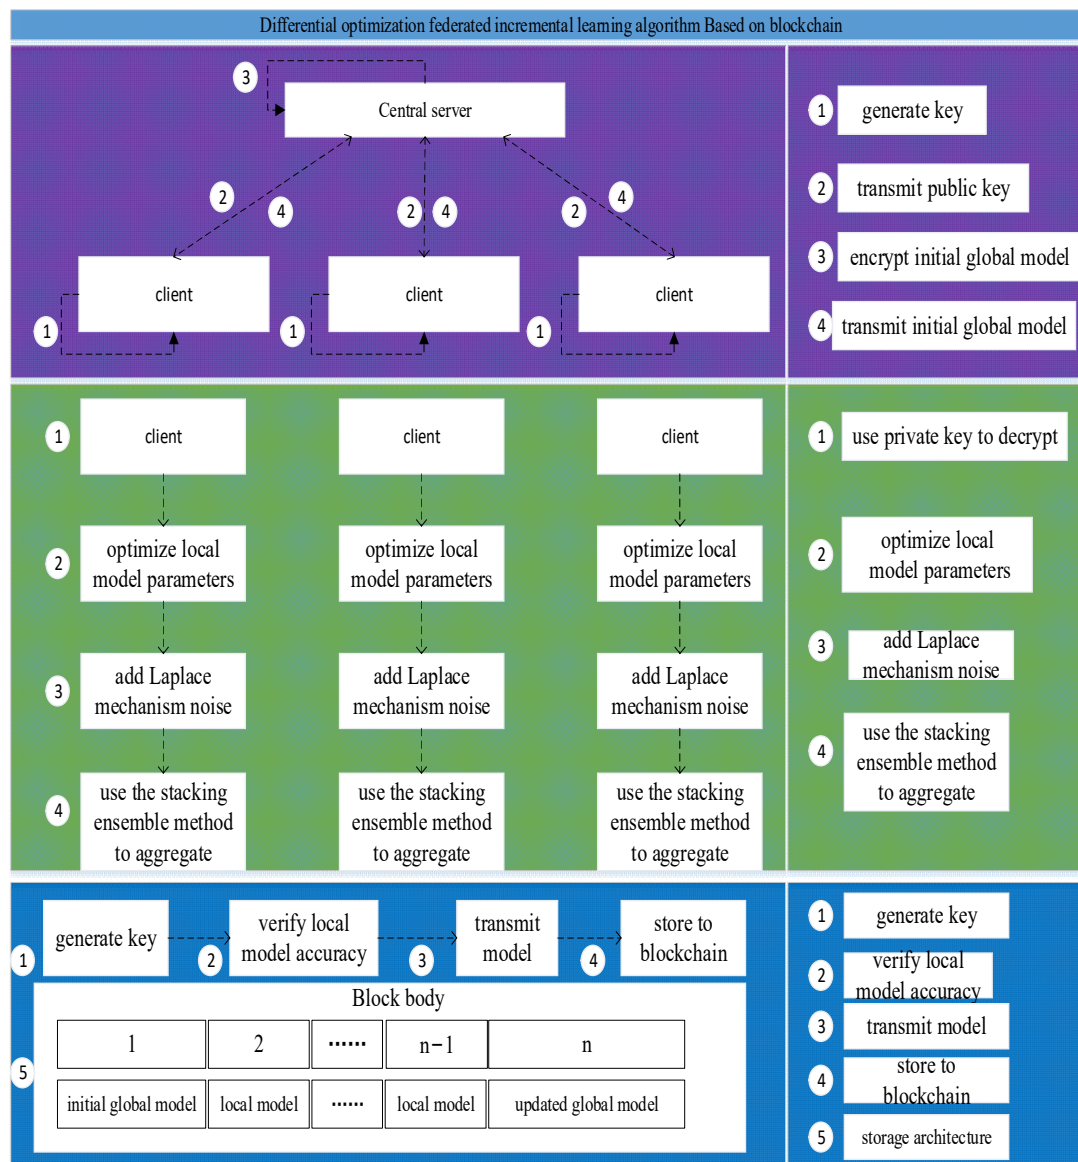 Differential optimization federated incremental learning algorithm Based on blockchain
3
Central server
2
4
2
4
2
4
client
client
client
1
1
1
1
generate key
2
transmit public key
3
encrypt initial global model
4
transmit initial global model
1
client
client
client
2
optimize local
model parameters
optimize local
model parameters
optimize local
model parameters
3
add Laplace
mechanism noise
add Laplace
mechanism noise
add Laplace
mechanism noise
4
use the stacking
ensemble method
to aggregate
use the stacking
ensemble method
to aggregate
use the stacking
ensemble method
to aggregate
1
use private key to decrypt
2
optimize local
model parameters
3
add Laplace
mechanism noise
4
use the stacking
ensemble method
to aggregate
1
generate key
2
verify local
model accuracy
3
transmit
model
4
store to
blockchain
5
Block body
1 2 ······ n−1 n
initial global model local model ······ local model updated global model
1
generate key
2
verify local
model accuracy
3
transmit model
4
store to
blockchain
5
storage architecture